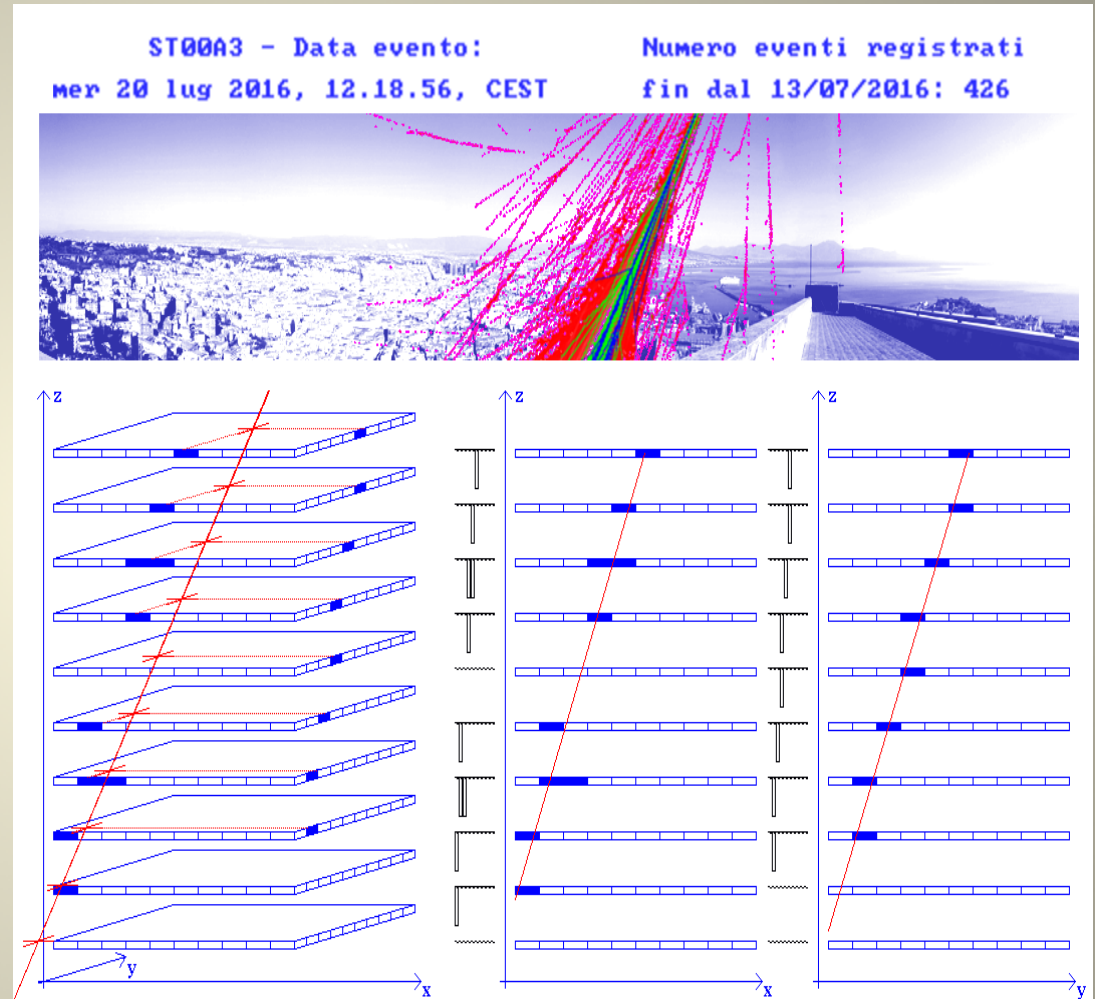 ST00A3 - Data evento:
mer 20 lug 2016, 12.18.56, CEST
Numero eventi registrati
fin dal 13/07/2016: 426
z
z
z
y
x
x
y